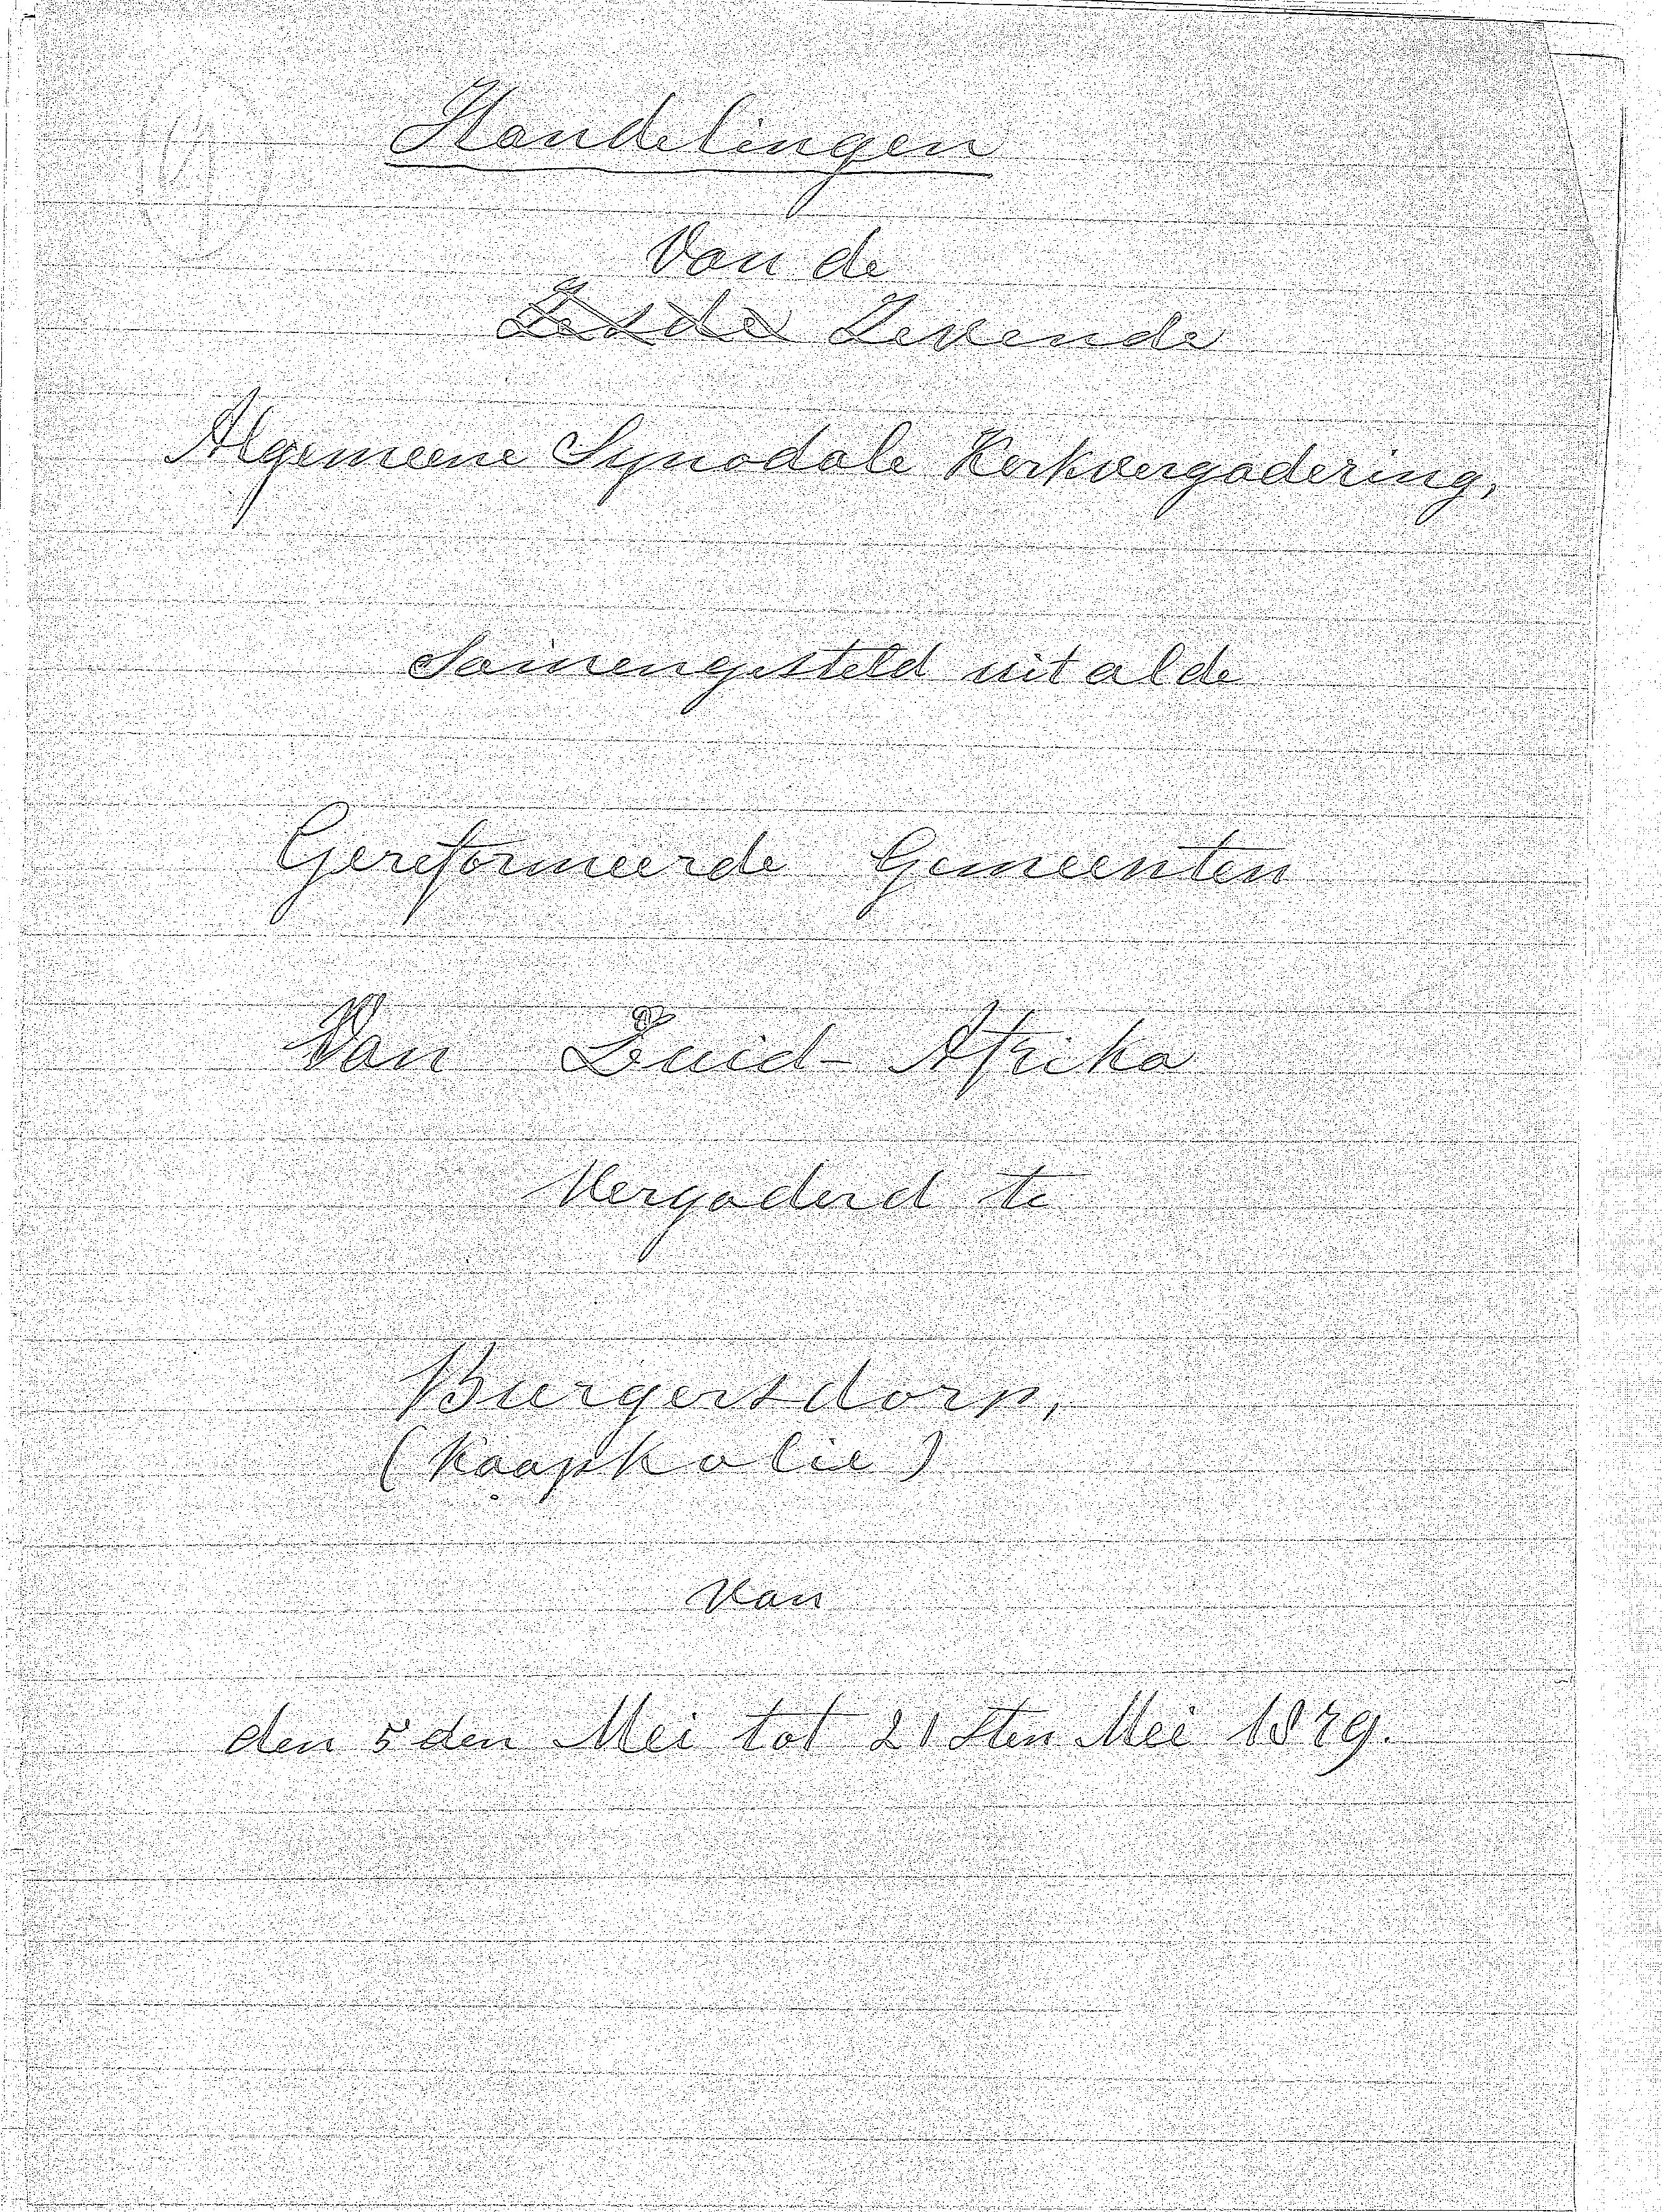 Handelingen
Van de
Zesde Zevende
Algemeene Synodale Kerkvergadering,
Samengesteld uit al de
Gereformeerde Gemeenten
Van Zuid-Afrika
Vergaderd te
Burgersdorp,
(Kaapkolie)
van
den 5den Mei tot 21sten Mei 1879.